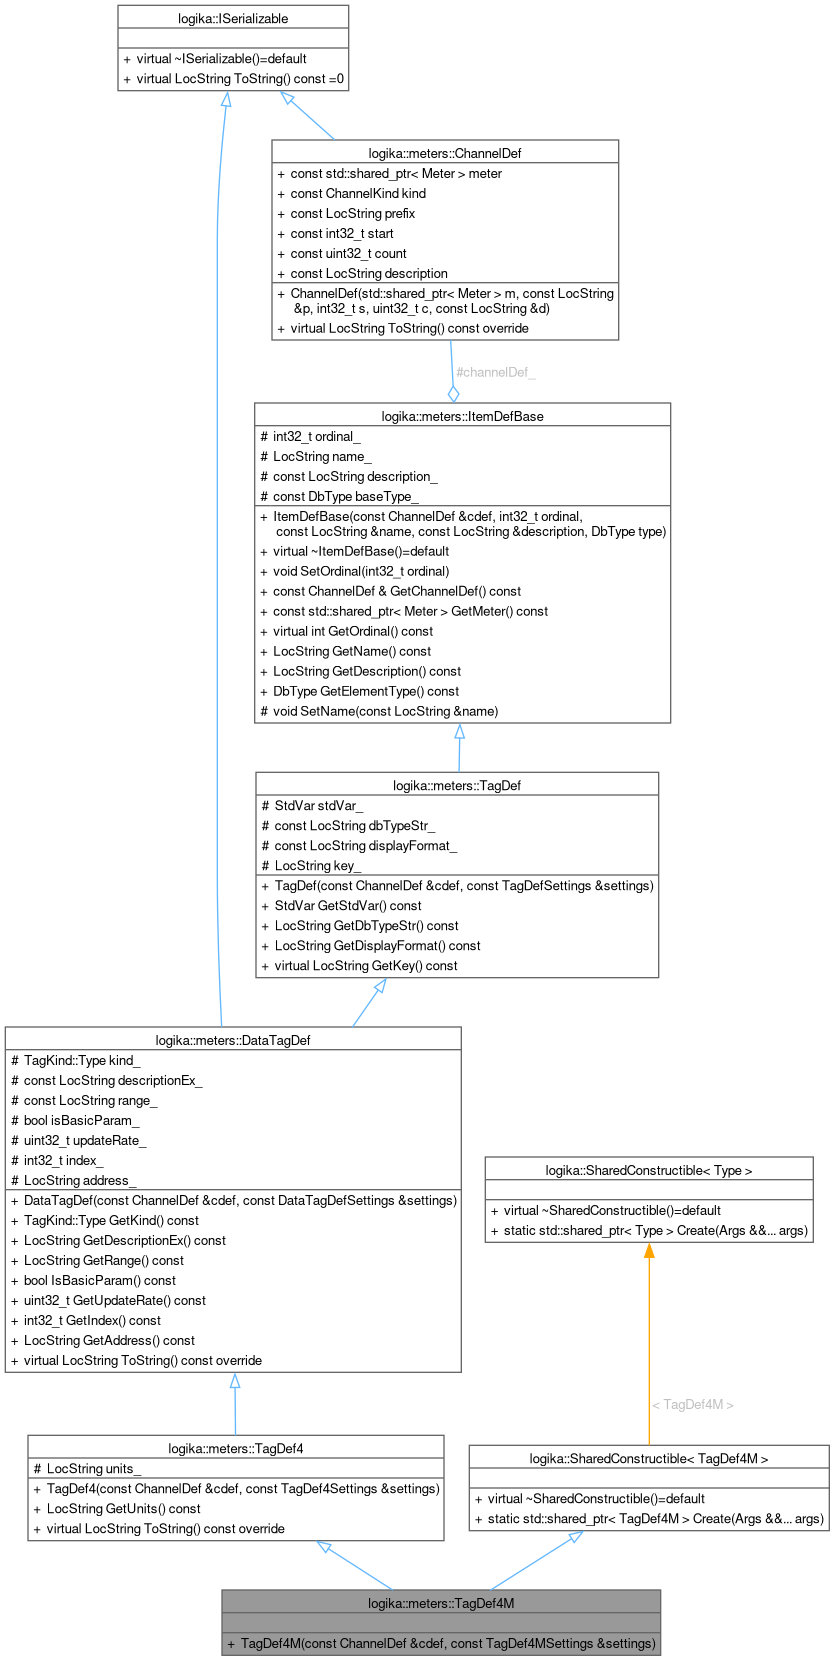 logika::ISerializable
+ virtual ~ISerializable()=default
+ virtual LocString ToString() const =0
logika::meters::ChannelDef
+ const std::shared_ptr< Meter > meter
+ const ChannelKind kind
+ const LocString prefix
+ const int32_t start
+ const uint32_t count
+ const LocString description
+ ChannelDef(std::shared_ptr< Meter > m, const LocString
&p, int32_t s, uint32_t c, const LocString &d)
+ virtual LocString ToString() const override
#channelDef_
logika::meters::ItemDefBase
# int32_t ordinal_
# LocString name_
# const LocString description_
# const DbType baseType_
+ ItemDefBase(const ChannelDef &cdef, int32_t ordinal,
const LocString &name, const LocString &description, DbType type)
+ virtual ~ItemDefBase()=default
+ void SetOrdinal(int32_t ordinal)
+ const ChannelDef & GetChannelDef() const
+ const std::shared_ptr< Meter > GetMeter() const
+ virtual int GetOrdinal() const
+ LocString GetName() const
+ LocString GetDescription() const
+ DbType GetElementType() const
# void SetName(const LocString &name)
logika::meters::TagDef
# StdVar stdVar_
# const LocString dbTypeStr_
# const LocString displayFormat_
# LocString key_
+ TagDef(const ChannelDef &cdef, const TagDefSettings &settings)
+ StdVar GetStdVar() const
+ LocString GetDbTypeStr() const
+ LocString GetDisplayFormat() const
+ virtual LocString GetKey() const
logika::meters::DataTagDef
# TagKind::Type kind_
# const LocString descriptionEx_
# const LocString range_
# bool isBasicParam_
# uint32_t updateRate_
# int32_t index_
# LocString address_
+ DataTagDef(const ChannelDef &cdef, const DataTagDefSettings &settings)
+ TagKind::Type GetKind() const
+ LocString GetDescriptionEx() const
+ LocString GetRange() const
+ bool IsBasicParam() const
+ uint32_t GetUpdateRate() const
+ int32_t GetIndex() const
+ LocString GetAddress() const
+ virtual LocString ToString() const override
logika::SharedConstructible< Type >
+ virtual ~SharedConstructible()=default
+ static std::shared_ptr< Type > Create(Args &&... args)
< TagDef4M >
logika::meters::TagDef4
# LocString units_
+ TagDef4(const ChannelDef &cdef, const TagDef4Settings &settings)
+ LocString GetUnits() const
+ virtual LocString ToString() const override
logika::SharedConstructible< TagDef4M >
+ virtual ~SharedConstructible()=default
+ static std::shared_ptr< TagDef4M > Create(Args &&... args)
logika::meters::TagDef4M
+ TagDef4M(const ChannelDef &cdef, const TagDef4MSettings &settings)